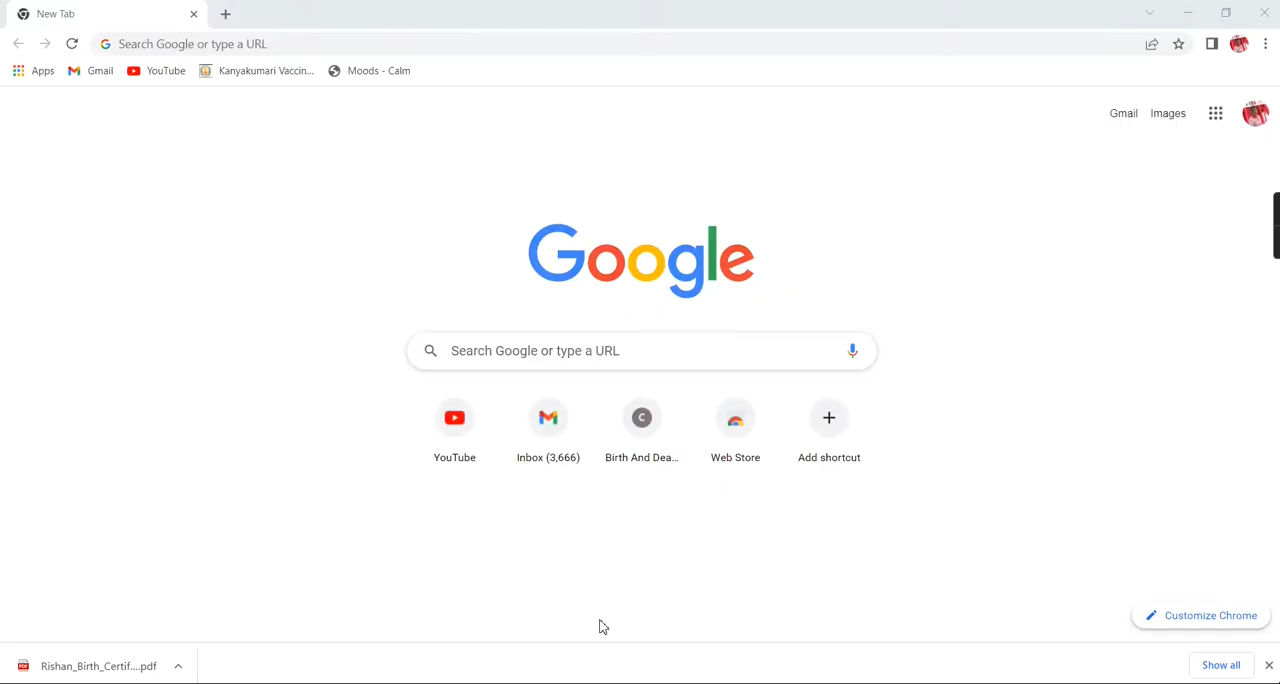 New Tab
Search Google or type a URL
Apps
Gmail
YouTube
Kanyakumari Vaccin...
Moods - Calm
Gmail
Images
Google
Search Google or type a URL
C
YouTube
Inbox (3,666)
Birth And Dea...
Web Store
Add shortcut
Customize Chrome
PDF
Rishan_Birth_Certif....pdf
Show all